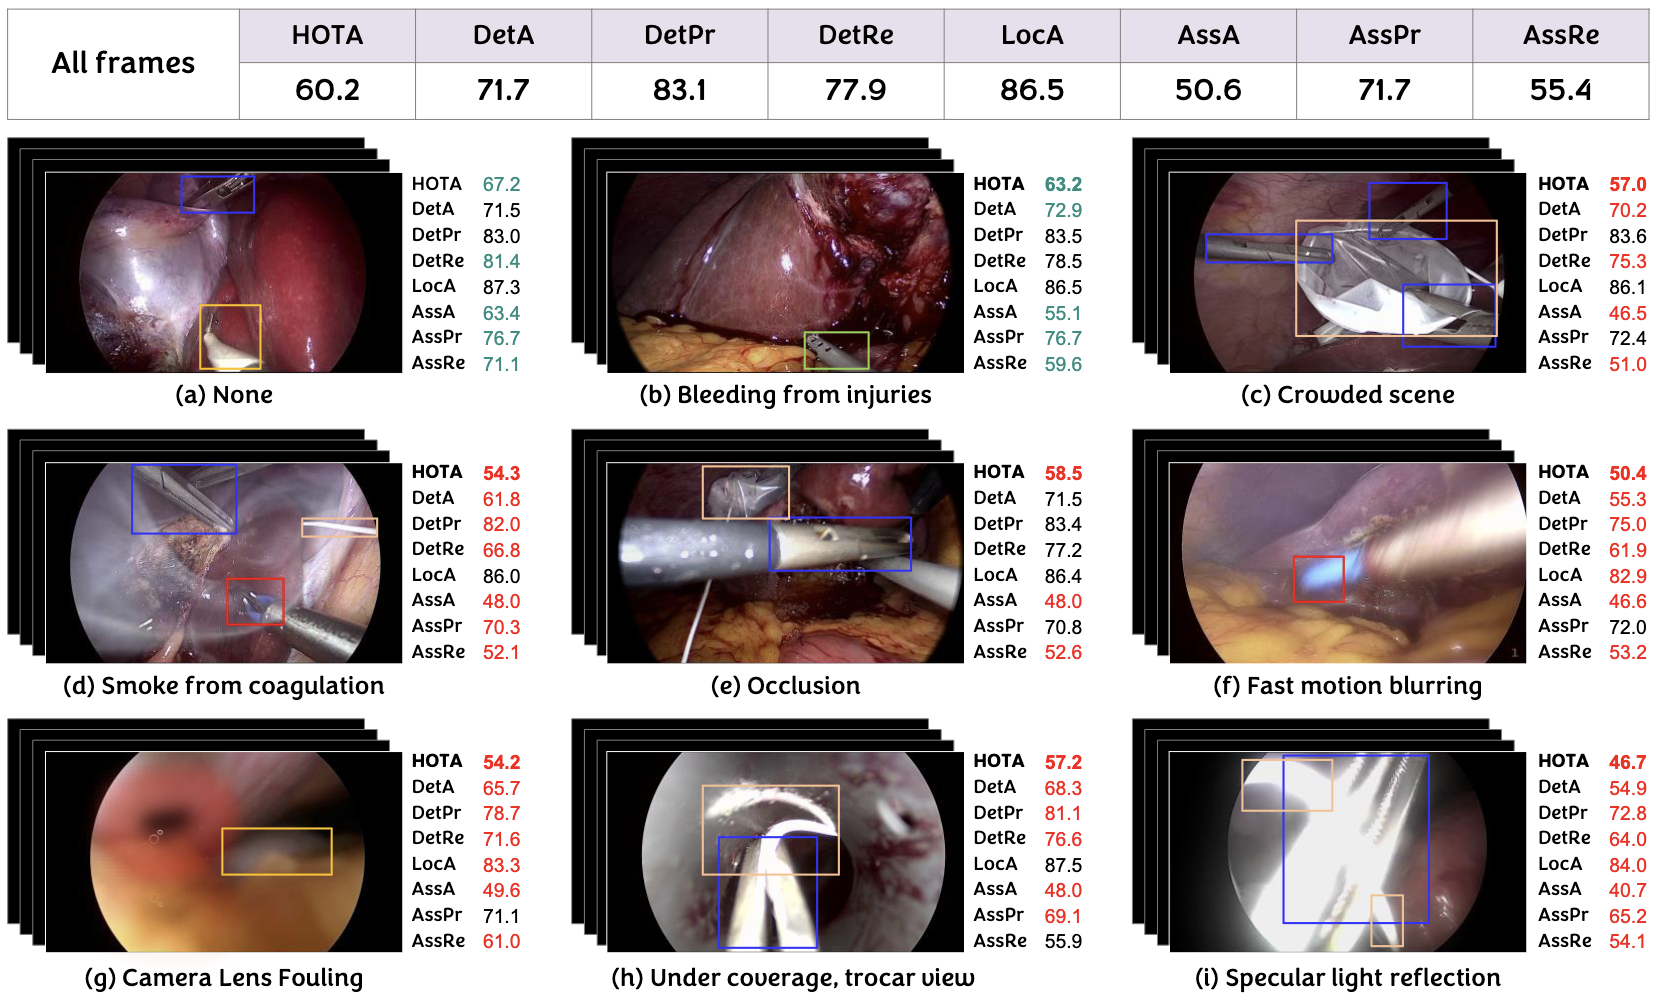 All frames
HOTA DetA DetPr DetRe LocA AssA AssPr AssRe
60.2 71.7 83.1 77.9 86.5 50.6 71.7 55.4
HOTA 67.2
DetA 71.5
DetPr 83.0
DetRe 81.4
LocA 87.3
AssA 63.4
AssPr 76.7
AssRe 71.1
(a) None
HOTA 63.2
DetA 72.9
DetPr 83.5
DetRe 78.5
LocA 86.5
AssA 55.1
AssPr 76.7
AssRe 59.6
(b) Bleeding from injuries
HOTA 57.0
DetA 70.2
DetPr 83.6
DetRe 75.3
LocA 86.1
AssA 46.5
AssPr 72.4
AssRe 51.0
(c) Crowded scene
HOTA 54.3
DetA 61.8
DetPr 82.0
DetRe 66.8
LocA 86.0
AssA 48.0
AssPr 70.3
AssRe 52.1
(d) Smoke from coagulation
HOTA 58.5
DetA 71.5
DetPr 83.4
DetRe 77.2
LocA 86.4
AssA 48.0
AssPr 70.8
AssRe 52.6
(e) Occlusion
HOTA 50.4
DetA 55.3
DetPr 75.0
DetRe 61.9
LocA 82.9
AssA 46.6
AssPr 72.0
AssRe 53.2
1
(f) Fast motion blurring
HOTA 54.2
DetA 65.7
DetPr 78.7
DetRe 71.6
LocA 83.3
AssA 49.6
AssPr 71.1
AssRe 61.0
(g) Camera Lens Fouling
HOTA 57.2
DetA 68.3
DetPr 81.1
DetRe 76.6
LocA 87.5
AssA 48.0
AssPr 69.1
AssRe 55.9
(h) Under coverage, trocar view
HOTA 46.7
DetA 54.9
DetPr 72.8
DetRe 64.0
LocA 84.0
AssA 40.7
AssPr 65.2
AssRe 54.1
(i) Specular light reflection